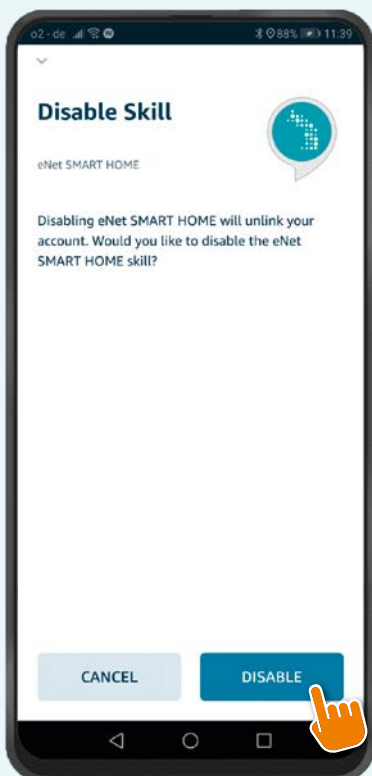 o2 - de 88% 11:39
Disable Skill
eNet SMART HOME
Disabling eNet SMART HOME will unlink your
account. Would you like to disable the eNet
SMART HOME skill?
CANCEL DISABLE